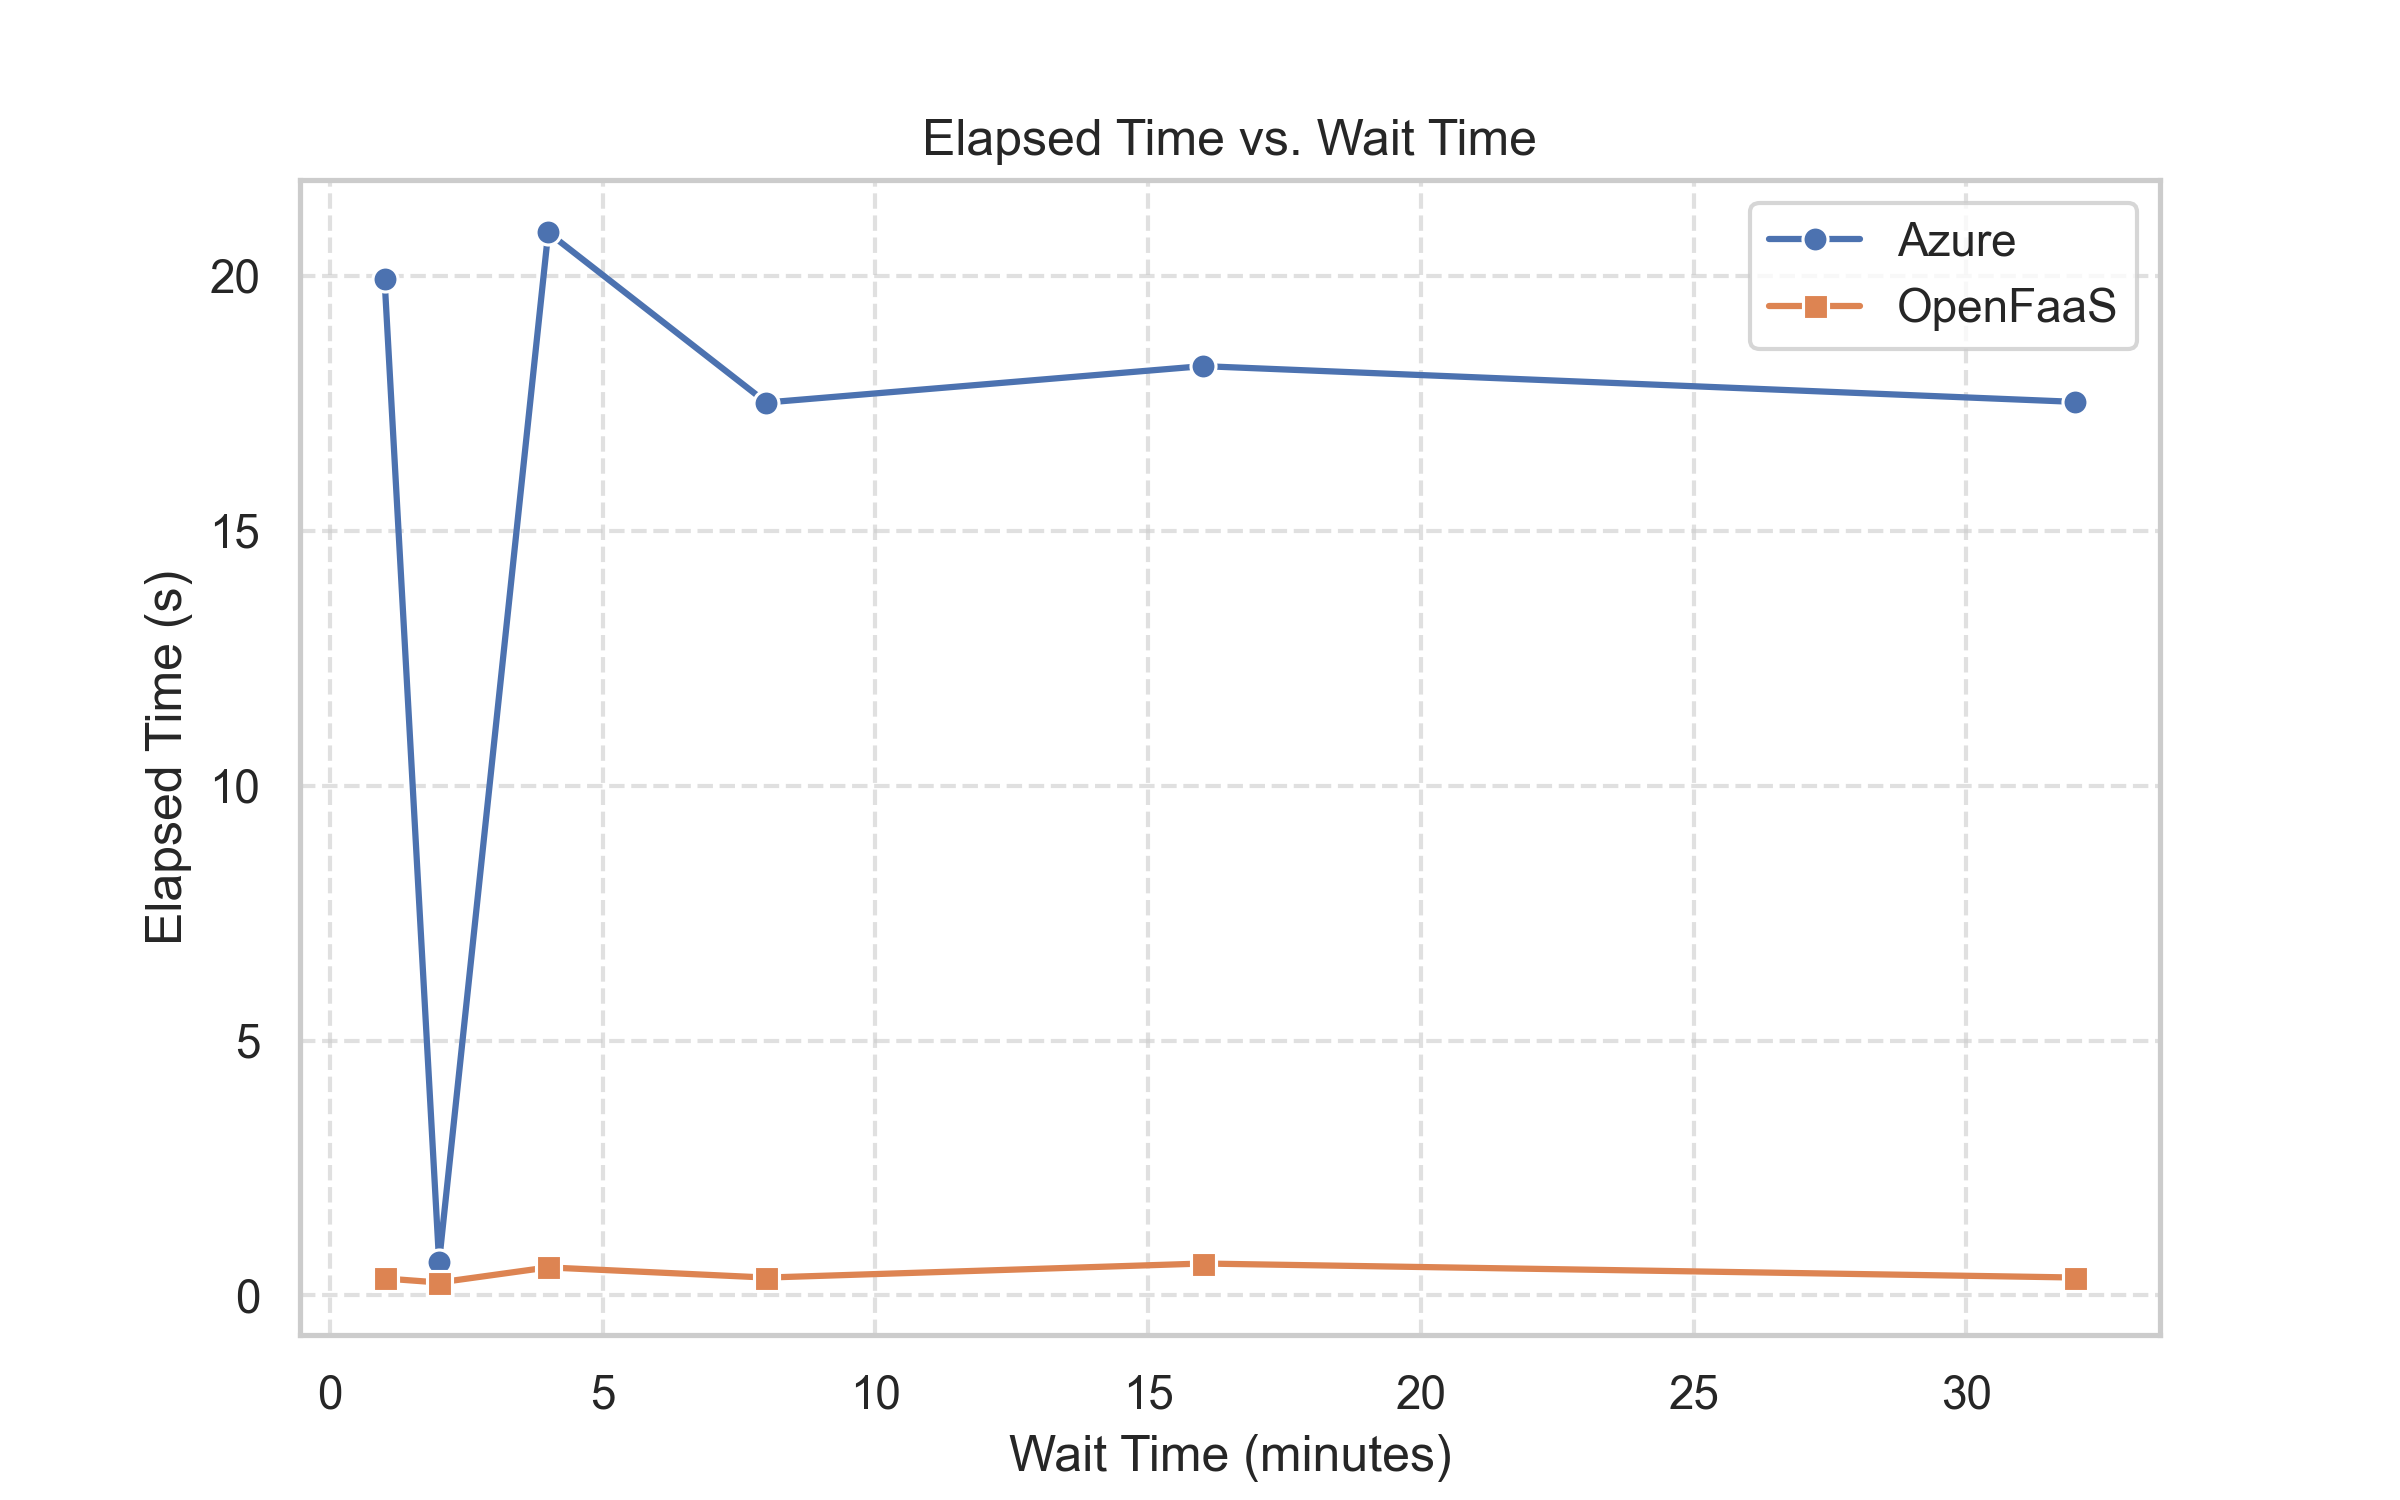 Elapsed Time vs. Wait Time
Azure
OpenFaaS
20
15
10
5
0
Elapsed Time (s)
0 5 10 15 20 25 30
Wait Time (minutes)